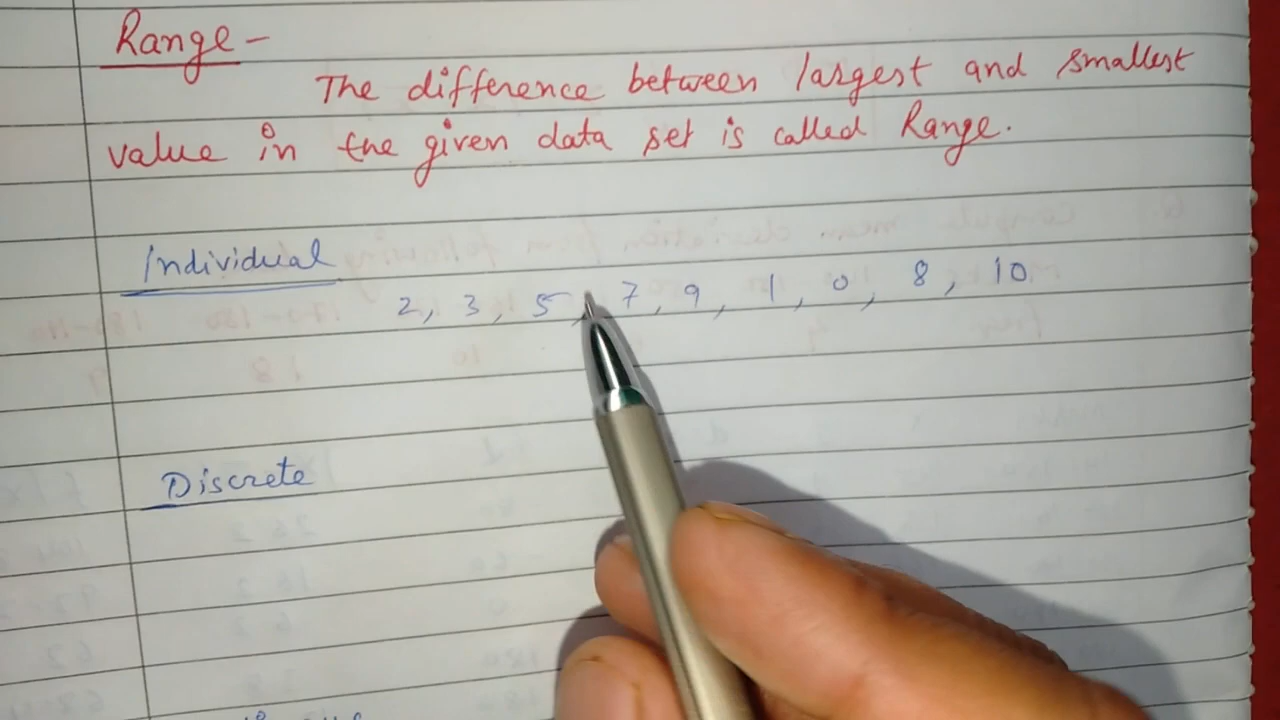 Range -
The difference between largest and smallest
value in the given data set is called Range.
Individual
2, 3, 5, 7, 9, 1, 0, 8, 10
Discrete